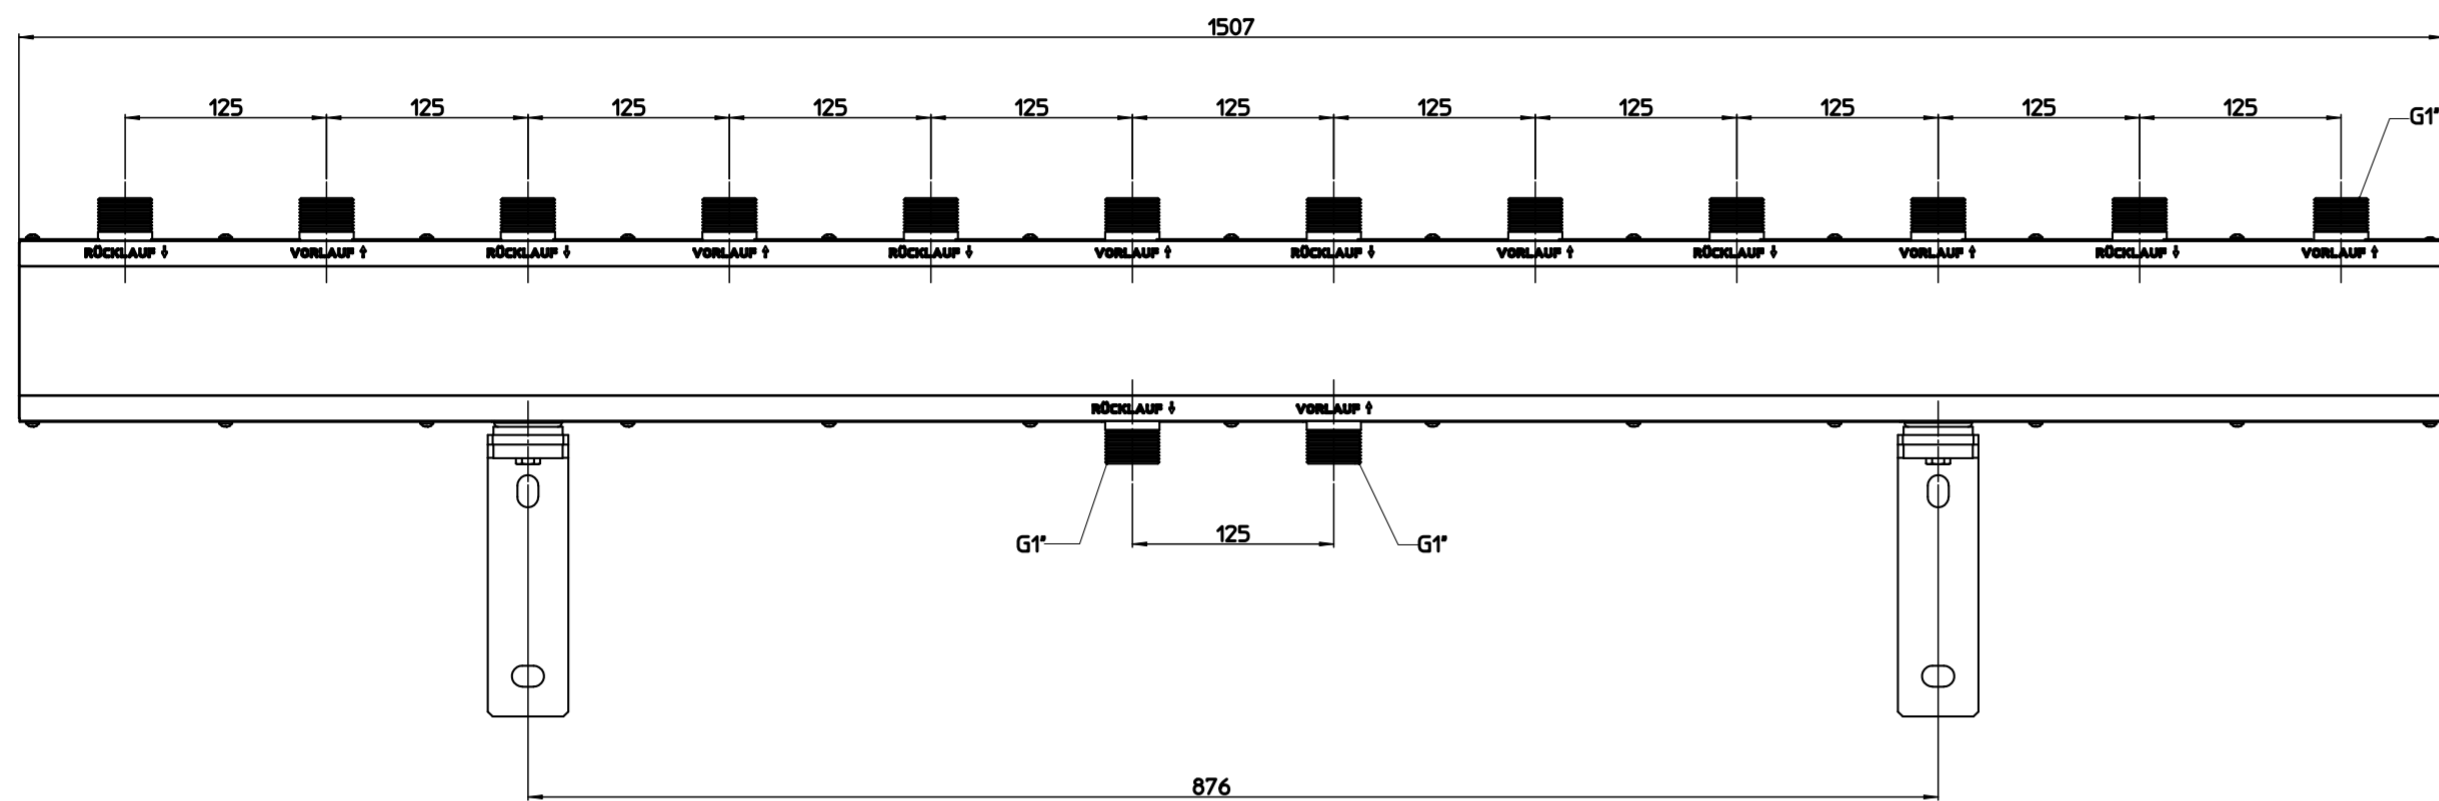 1507
125 125 125 125 125 125 125 125 125 125 125
G1"
RÜCKLAUF ↓ VORLAUF ↑ RÜCKLAUF ↓ VORLAUF ↑ RÜCKLAUF ↓ VORLAUF ↑ RÜCKLAUF ↓ VORLAUF ↑ RÜCKLAUF ↓ VORLAUF ↑ RÜCKLAUF ↓ VORLAUF ↑
RÜCKLAUF ↓ VORLAUF ↑
G1" 125 G1"
876